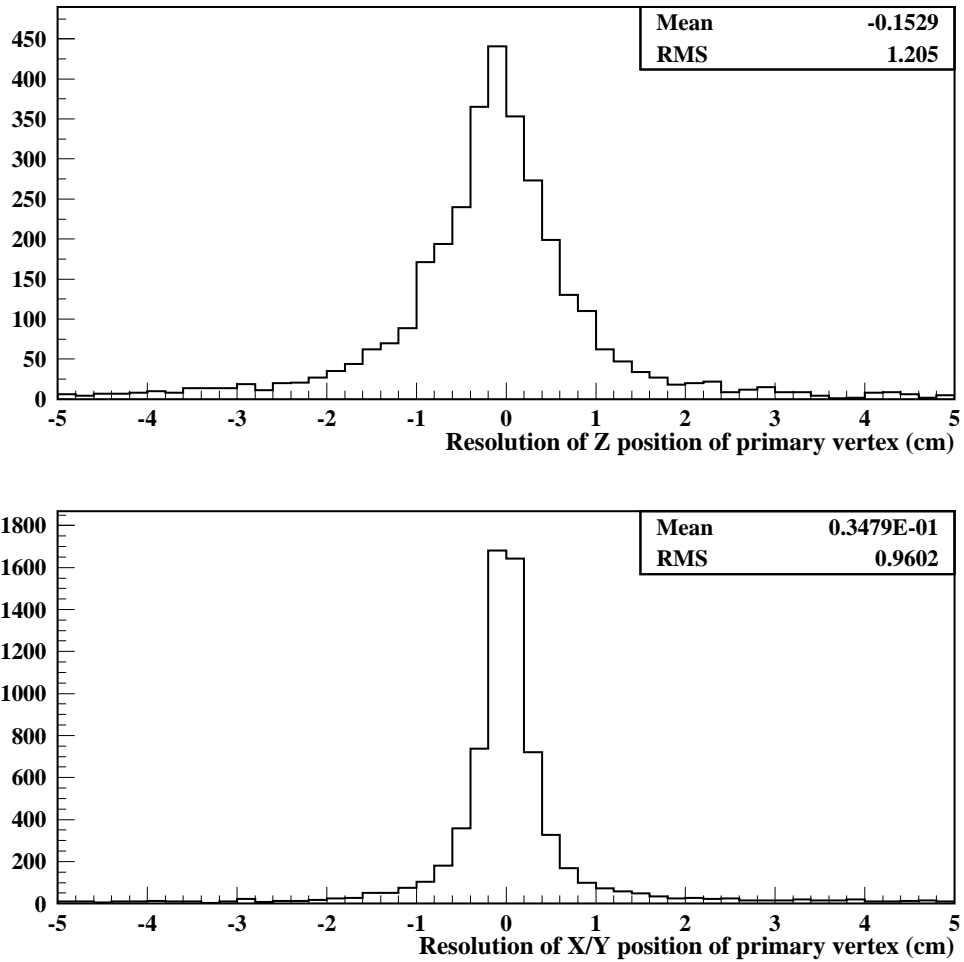 Mean -0.1529
RMS 1.205
450
400
350
300
250
200
150
100
50
0
-5 -4 -3 -2 -1 0 1 2 3 4 5
Resolution of Z position of primary vertex (cm)
Mean 0.3479E-01
RMS 0.9602
1800
1600
1400
1200
1000
800
600
400
200
0
-5 -4 -3 -2 -1 0 1 2 3 4 5
Resolution of X/Y position of primary vertex (cm)